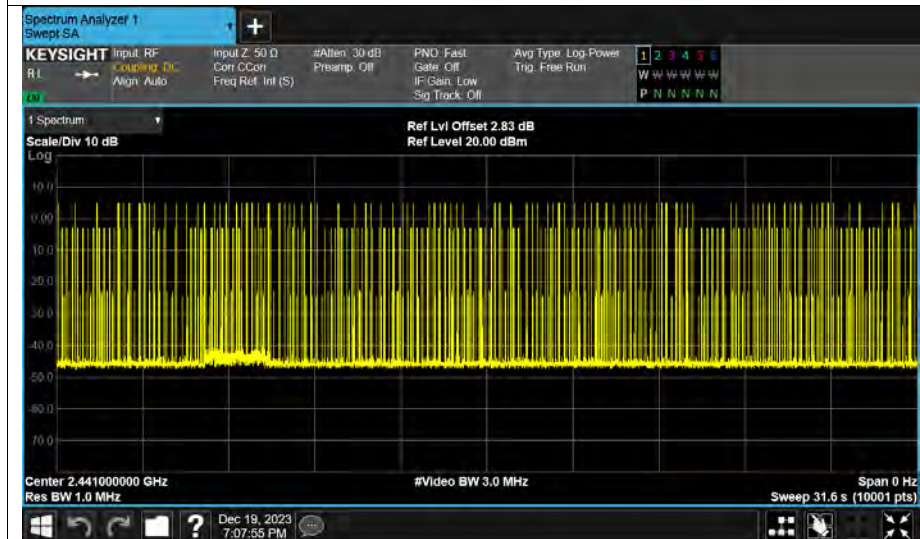 Spectrum Analyzer 1
Swept SA
+
KEYSIGHT Input: RF Input Z: 50 Ω #Atten: 30 dB PNO: Fast Avg Type: Log-Power 1 2 3 4 5 6
RL Coupling: DC Corr CCorr Preamp: Off Gate: Off Trig: Free Run W W W W W W
Align: Auto Freq Ref: Int (S) IF Gain: Low P N N N N N
Sig Track: Off
1 Spectrum
Ref Lvl Offset 2.83 dB
Scale/Div 10 dB Ref Level 20.00 dBm
Log
10.0
0.00
-10.0
-20.0
-30.0
-40.0
-50.0
-60.0
-70.0
Center 2.441000000 GHz #Video BW 3.0 MHz Span 0 Hz
Res BW 1.0 MHz Sweep 31.6 s (10001 pts)
? Dec 19, 2023
7:07:55 PM